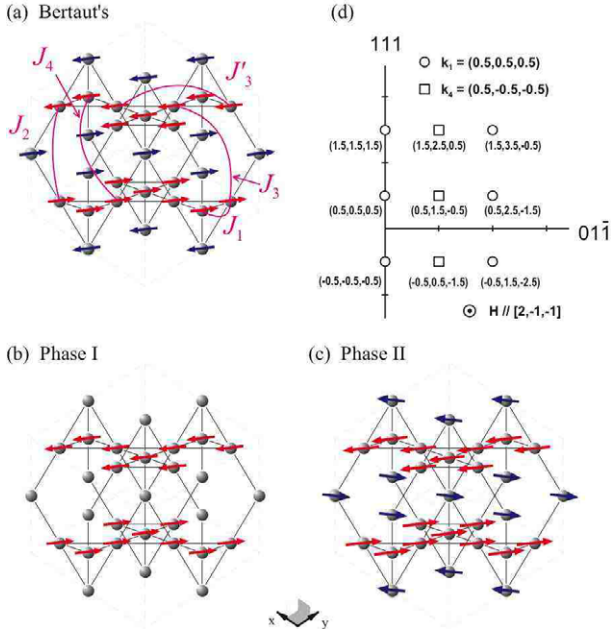 (a) Bertaut's
J4
J'3
J2
J3
J1
(d)
111
k₁ = (0.5,0.5,0.5)
k₄ = (0.5,-0.5,-0.5)
(1.5,1.5,1.5) (1.5,2.5,0.5) (1.5,3.5,-0.5)
(0.5,0.5,0.5) (0.5,1.5,-0.5) (0.5,2.5,-1.5)
011̄
(-0.5,-0.5,-0.5) (-0.5,0.5,-1.5) (-0.5,1.5,-2.5)
H // [2,-1,-1]
(b) Phase I
(c) Phase II
x y